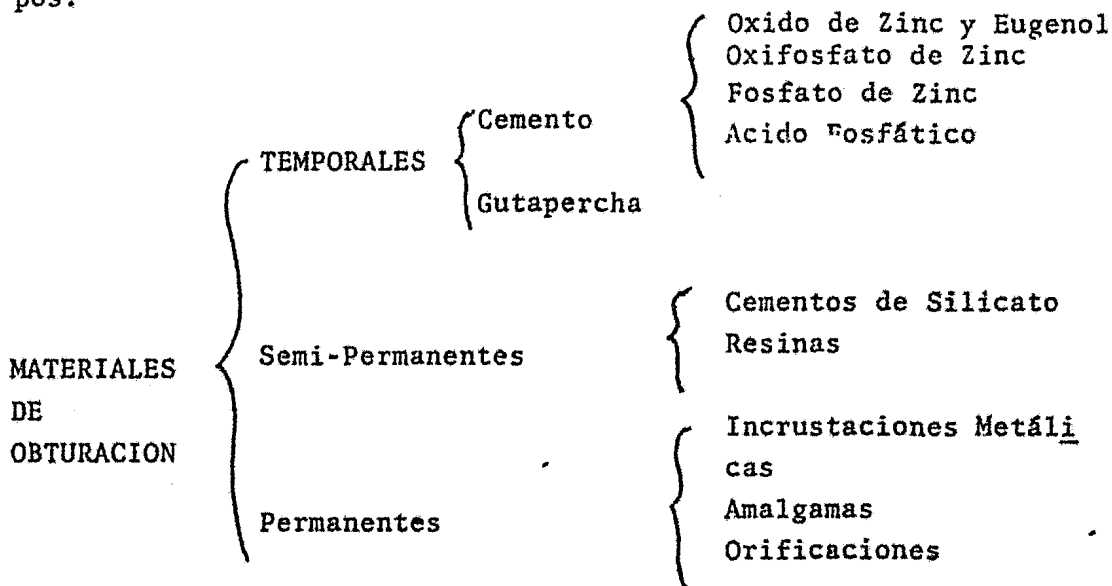 pos:
Oxido de Zinc y Eugenol
Oxifosfato de Zinc
Fosfato de Zinc
Acido Fosfático
Cemento
TEMPORALES
Gutapercha
Cementos de Silicato
Resinas
Semi-Permanentes
MATERIALES
DE
OBTURACION
Incrustaciones Metáli
cas
Amalgamas
Orificaciones
Permanentes